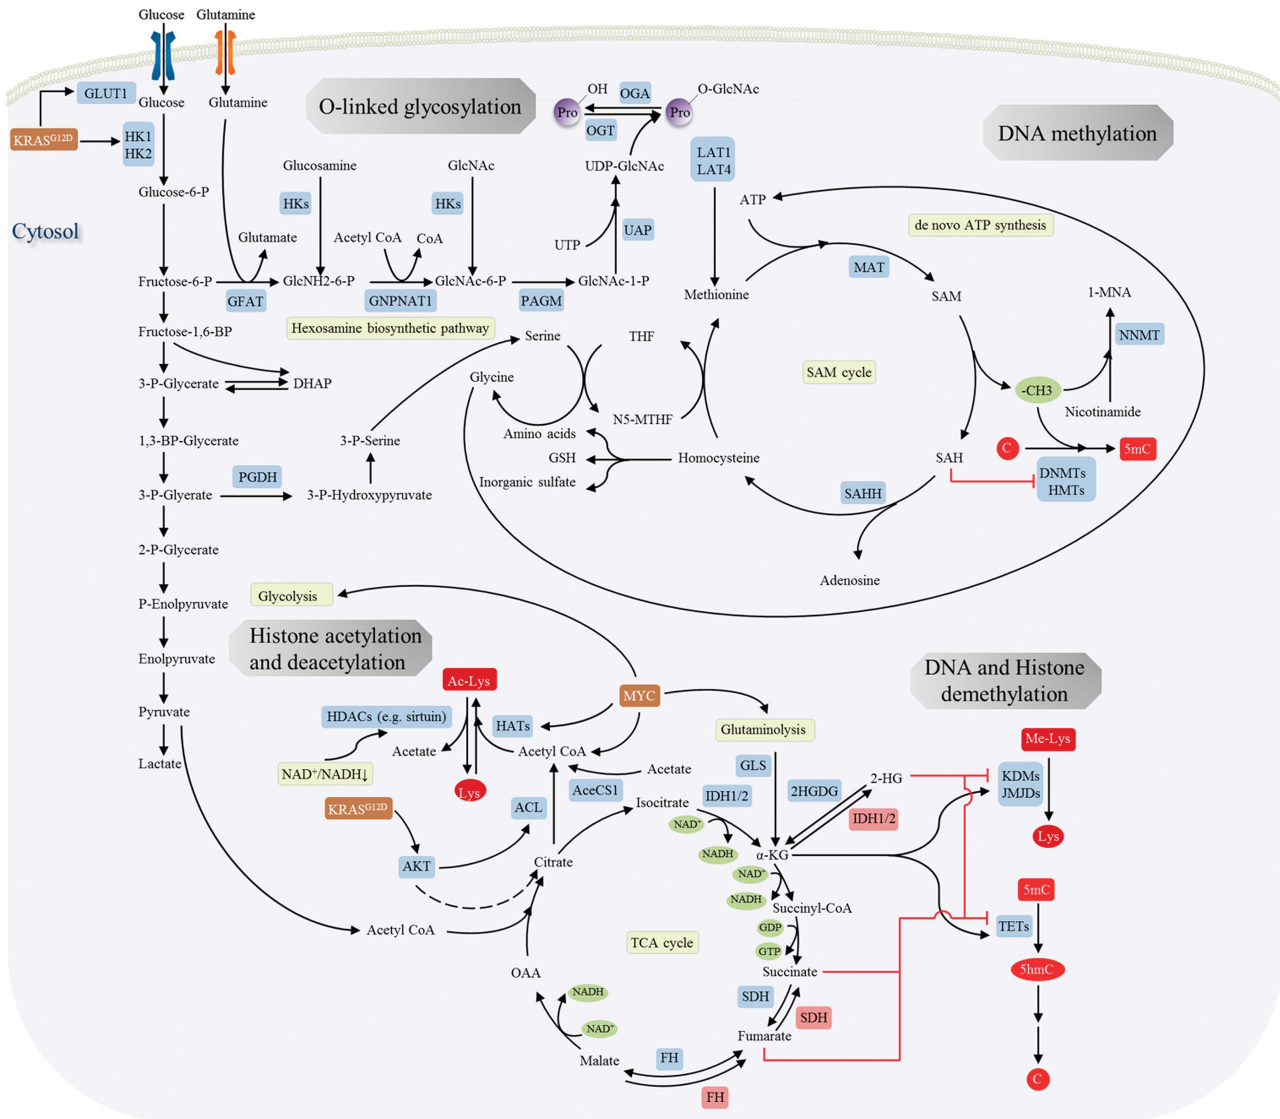 Glucose
Glutamine
GLUT1
Glucose
Glutamine
KRAS^G12D
HK1
HK2
O-linked glycosylation
OH
OGA
O-GlcNAc
Pro
Pro
OGT
DNA methylation
Glucosamine
GlcNAc
UDP-GlcNAc
LAT1
LAT4
Glucose-6-P
HKs
HKs
ATP
de novo ATP synthesis
Cytosol
Glutamate
Acetyl CoA
CoA
UTP
UAP
MAT
Fructose-6-P
GlcNH2-6-P
GlcNAc-6-P
GlcNAc-1-P
GFAT
GNPNAT1
PAGM
Methionine
SAM
1-MNA
Fructose-1,6-BP
Hexosamine biosynthetic pathway
Serine
THF
NNMT
3-P-Glycerate
DHAP
Glycine
SAM cycle
-CH3
N5-MTHF
Nicotinamide
1,3-BP-Glycerate
3-P-Serine
Amino acids
GSH
Inorganic sulfate
Homocysteine
SAH
C
5mC
DNMTs
HMTs
PGDH
3-P-Glyerate
3-P-Hydroxypyruvate
SAHH
2-P-Glycerate
Adenosine
P-Enolpyruvate
Glycolysis
Histone acetylation
and deacetylation
Enolpyruvate
DNA and Histone
demethylation
Ac-Lys
MYC
Pyruvate
HDACs (e.g. sirtuin)
HATs
Glutaminolysis
Me-Lys
Acetate
Acetyl CoA
Lactate
NAD+/NADH↓
Acetate
GLS
KDMs
JMJDs
Lys
AceCS1
2-HG
2HGDG
IDH1/2
Isocitrate
KRAS^G12D
ACL
IDH1/2
NAD+
Lys
NADH
α-KG
AKT
Citrate
NAD+
NADH
5mC
Succinyl-CoA
Acetyl CoA
GDP
TETs
TCA cycle
GTP
5hmC
OAA
Succinate
NADH
SDH
SDH
NAD+
Fumarate
Malate
FH
FH
C